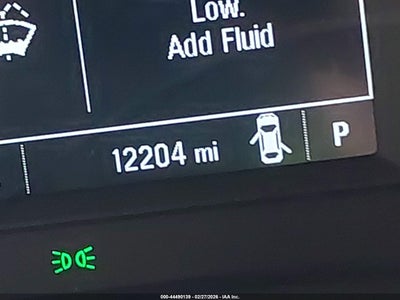 Low.
Add Fluid
12204 mi
P
000-44490139 - 02/27/2026 - IAA Inc.